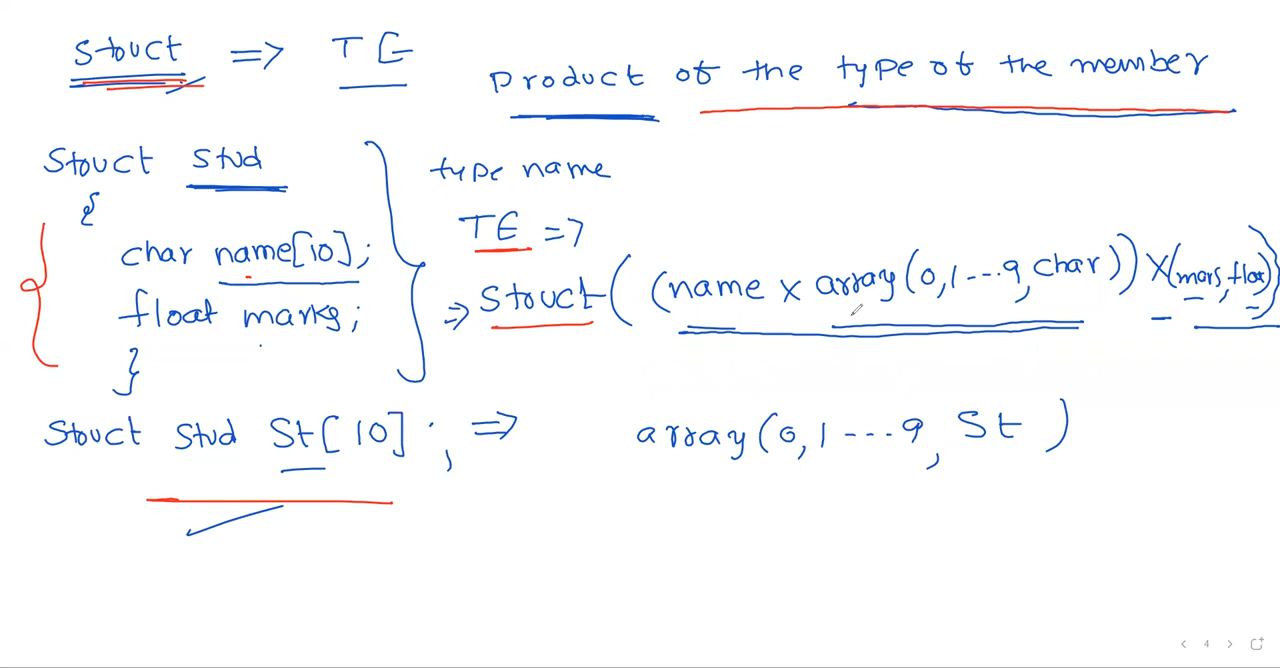 Struct => TE
product of the type of the member
Struct Stud
{
char name[10];
float marks;
}
type name
TE =>
=> Struct( (name x array(0,1---9, char)) X (mars, float)}
Struct Stud St[10] ; =>
array(0,1---9, St)
4